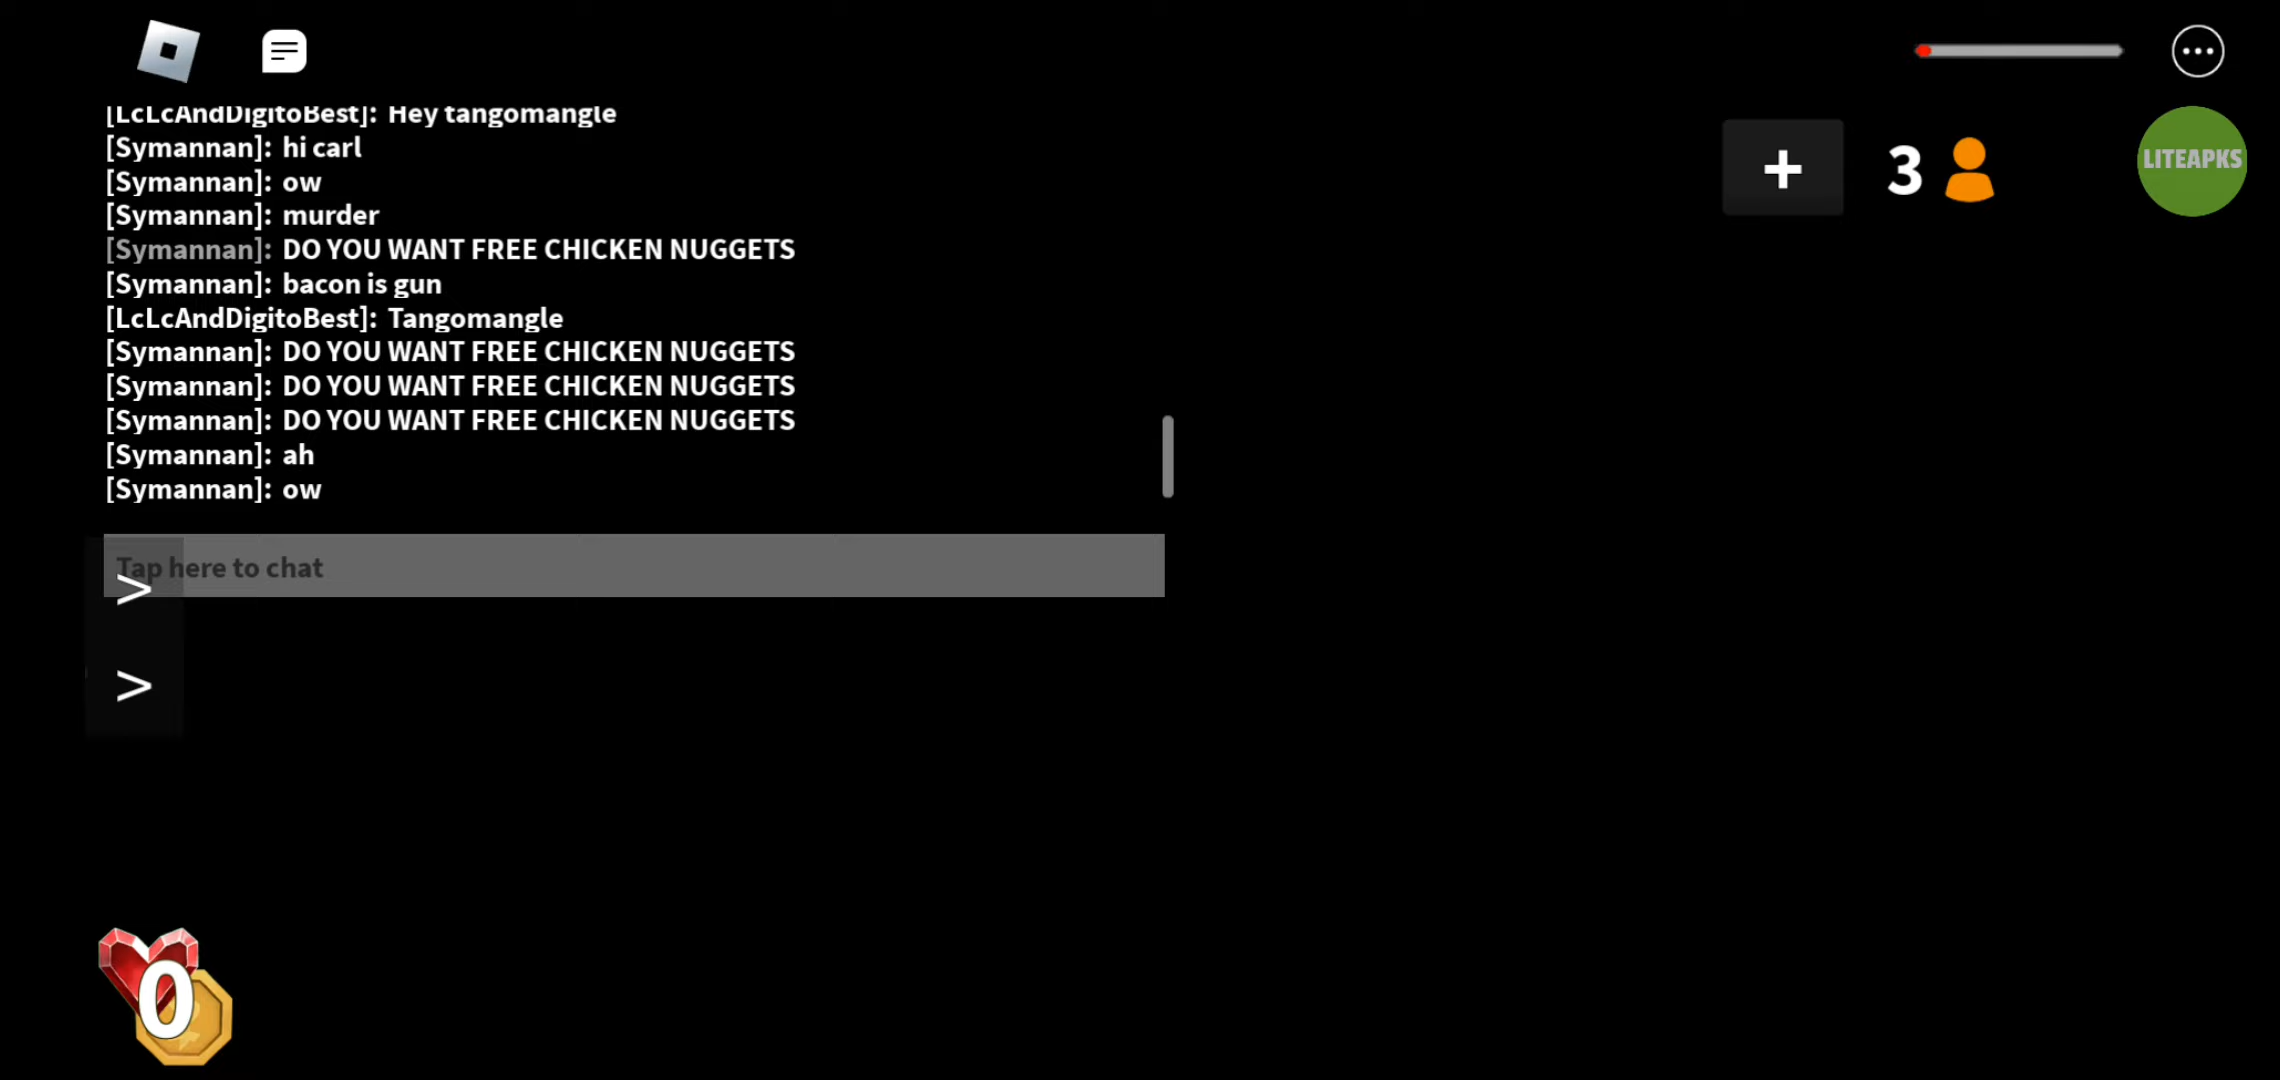 [LcLcAndDigitoBest]: Hey tangomangle
[Symannan]: hi carl
[Symannan]: ow
[Symannan]: murder
[Symannan]: DO YOU WANT FREE CHICKEN NUGGETS
[Symannan]: bacon is gun
[LcLcAndDigitoBest]: Tangomangle
[Symannan]: DO YOU WANT FREE CHICKEN NUGGETS
[Symannan]: DO YOU WANT FREE CHICKEN NUGGETS
[Symannan]: DO YOU WANT FREE CHICKEN NUGGETS
[Symannan]: ah
[Symannan]: ow
Tap here to chat
>
>
+
3
LITEAPKS
0